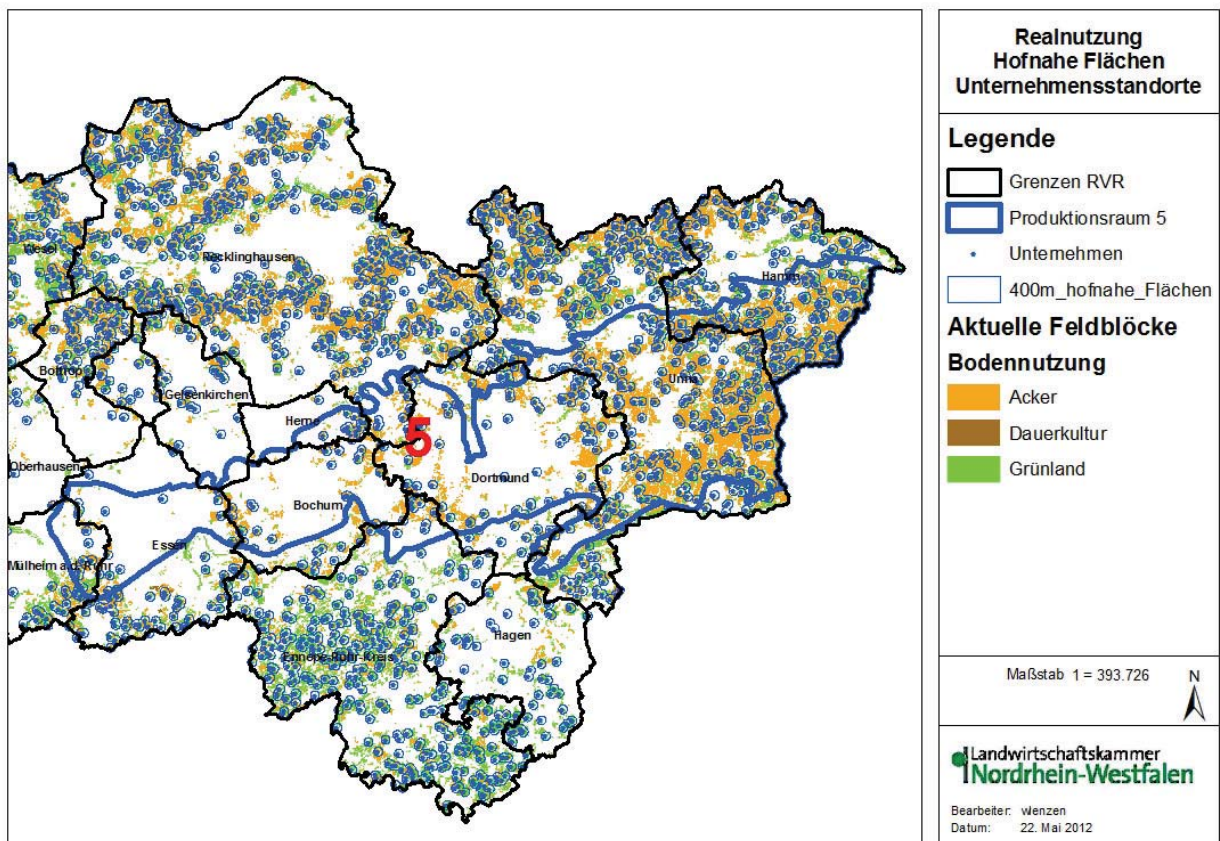 Wesel
Recklinghausen
Hamm
Bottrop
Gelsenkirchen
Unna
Herne
5
Oberhausen
Dortmund
Bochum
Essen
Mülheim a.d. Ruhr
Hagen
Ennepe-Ruhr-Kreis
Realnutzung
Hofnahe Flächen
Unternehmensstandorte
Legende
Grenzen RVR
Produktionsraum 5
Unternehmen
400m_hofnahe_Flächen
Aktuelle Feldblöcke
Bodennutzung
Acker
Dauerkultur
Grünland
Maßstab 1 = 393.726
N
Landwirtschaftskammer
Nordrhein-Westfalen
Bearbeiter: wienzen
Datum: 22. Mai 2012